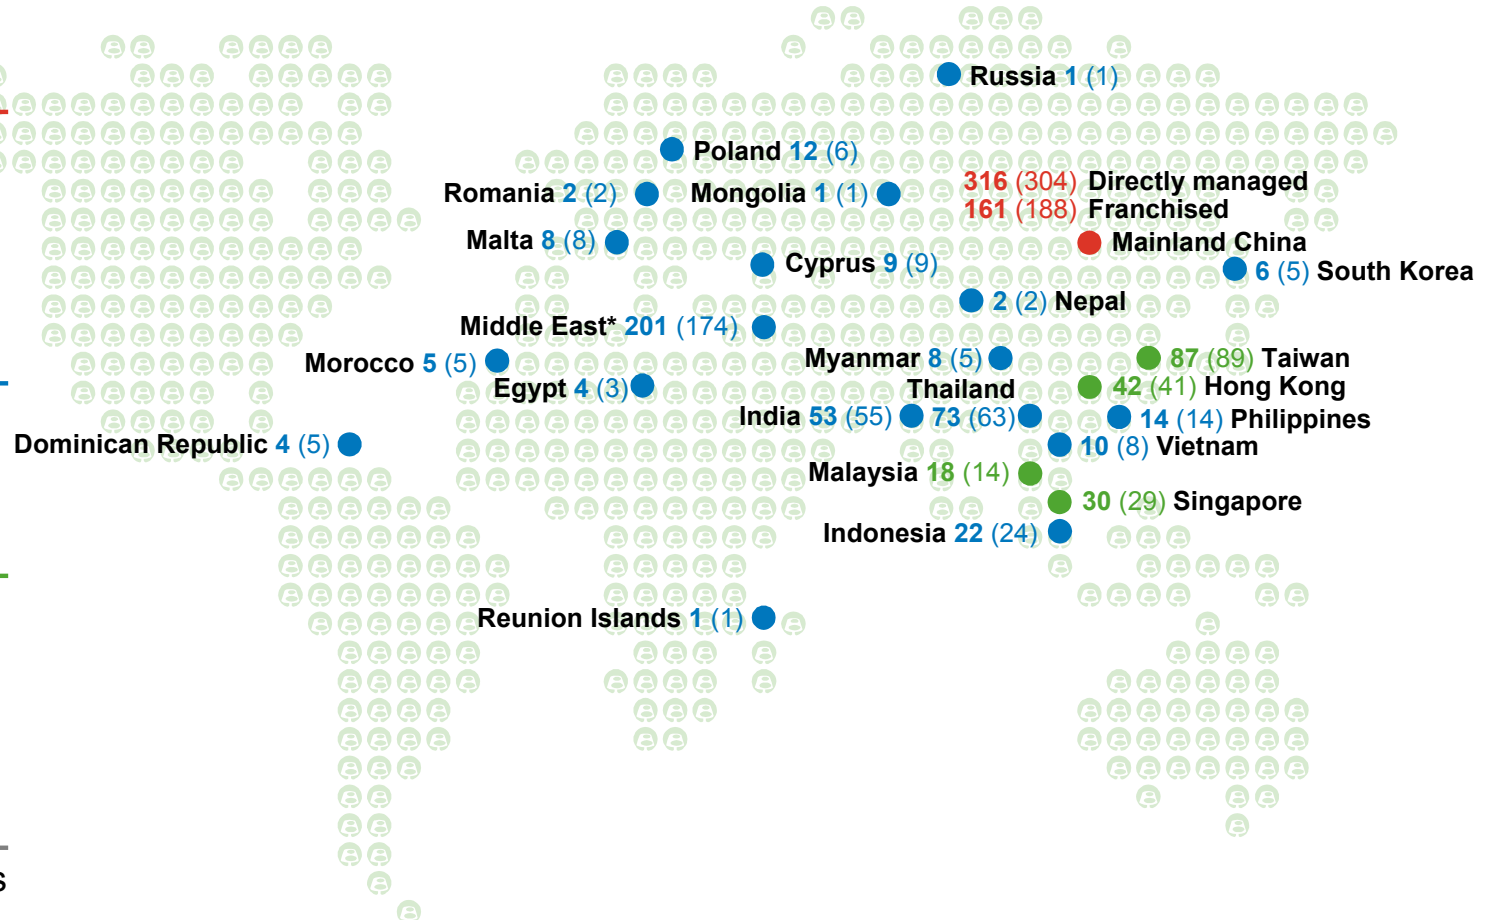 Russia 1 (1)
Poland 12 (6)
Romania 2 (2)
Mongolia 1 (1)
316 (304) Directly managed
161 (188) Franchised
Mainland China
Malta 8 (8)
Cyprus 9 (9)
6 (5) South Korea
2 (2) Nepal
Middle East* 201 (174)
Morocco 5 (5)
Myanmar 8 (5)
87 (89) Taiwan
Egypt 4 (3)
Thailand
73 (63)
42 (41) Hong Kong
India 53 (55)
14 (14) Philippines
Dominican Republic 4 (5)
10 (8) Vietnam
Malaysia 18 (14)
30 (29) Singapore
Indonesia 22 (24)
Reunion Islands 1 (1)
s